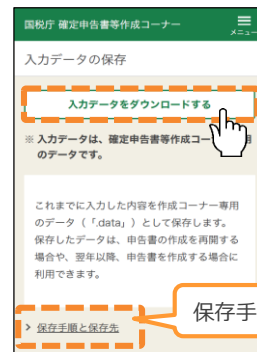 国税庁 確定申告書等作成コーナー
メニュー
入力データの保存
入力データをダウンロードする
※ 入力データは、確定申告書等作成コー
のデータです。
これまでに入力した内容を作成コーナー専用
のデータ（「.data」）として保存します。
保存したデータは、申告書の作成を再開する
場合や、翌年以降、申告書を作成する場合に
利用できます。
保存手
> 保存手順と保存先